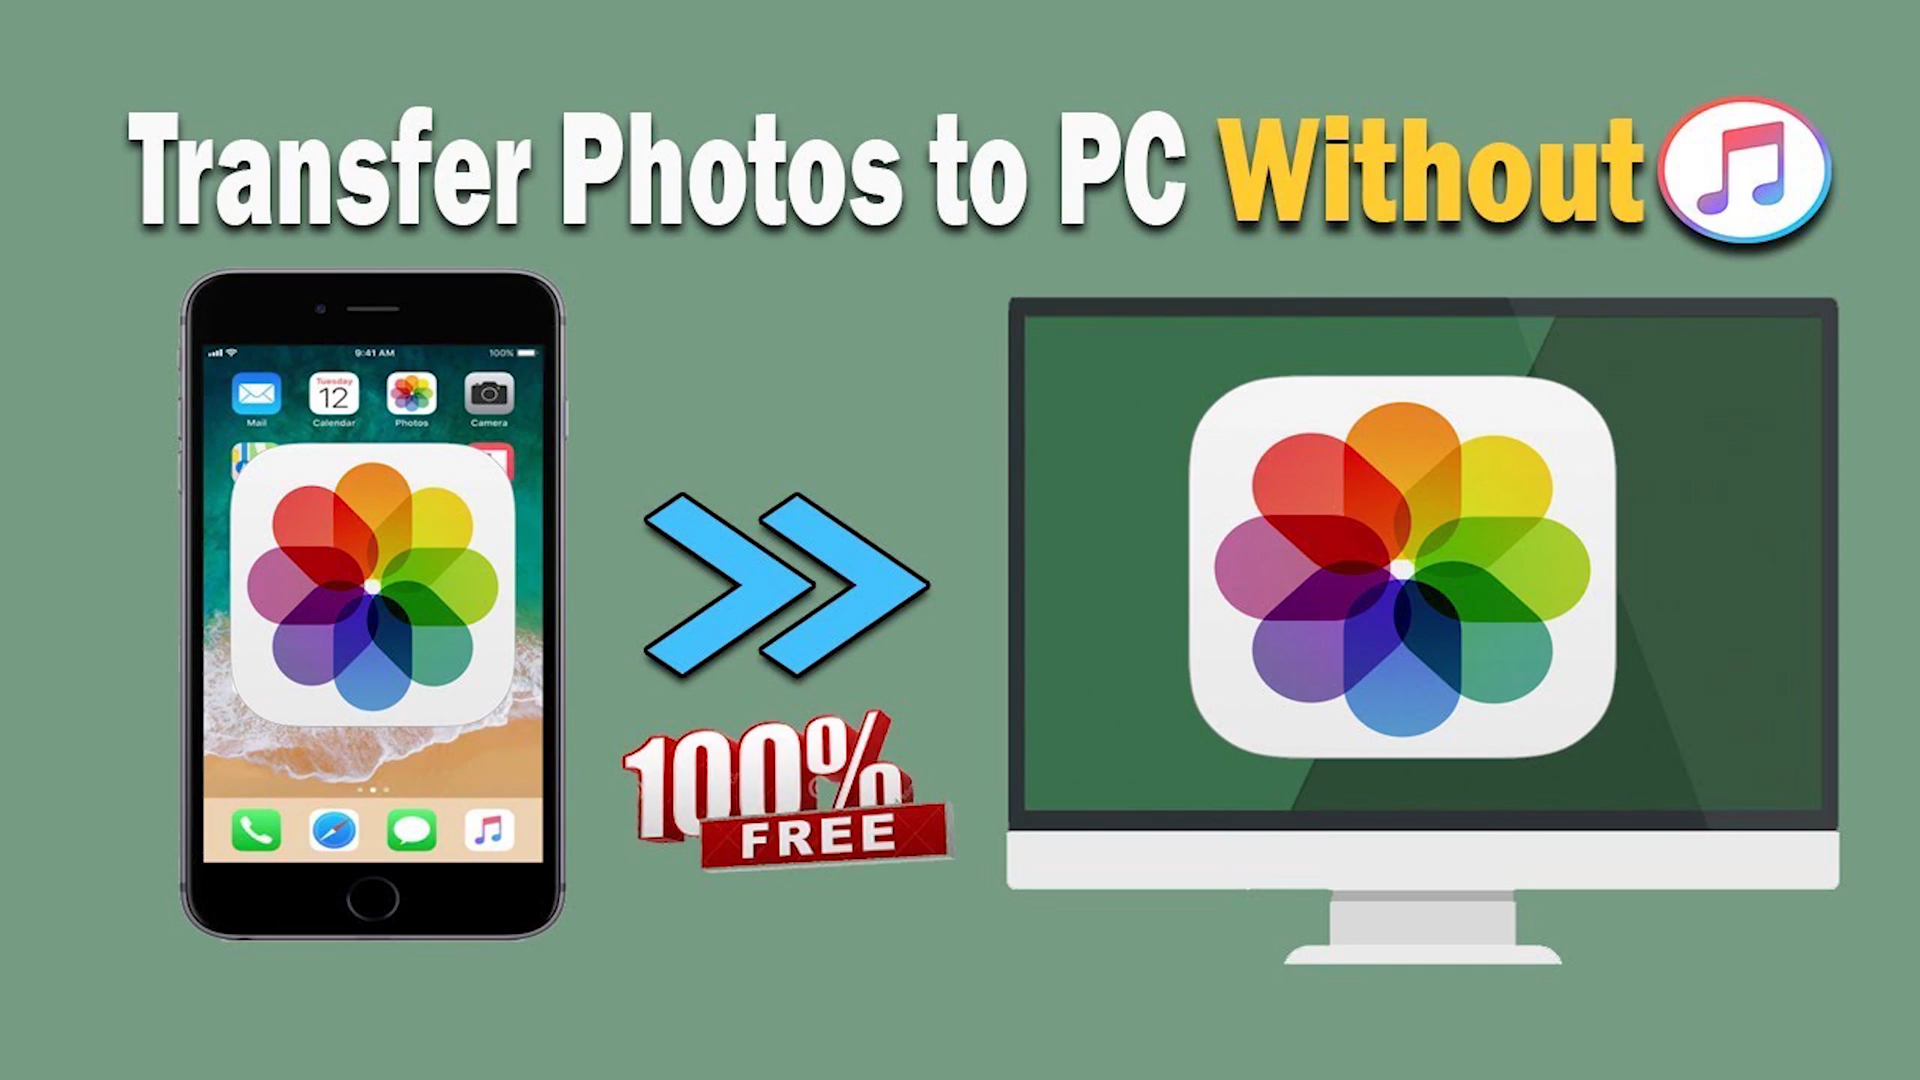 Transfer Photos to PC Without
9:41 AM
100%
Tuesday
12
Mail
Calendar
Photos
Camera
100%
FREE